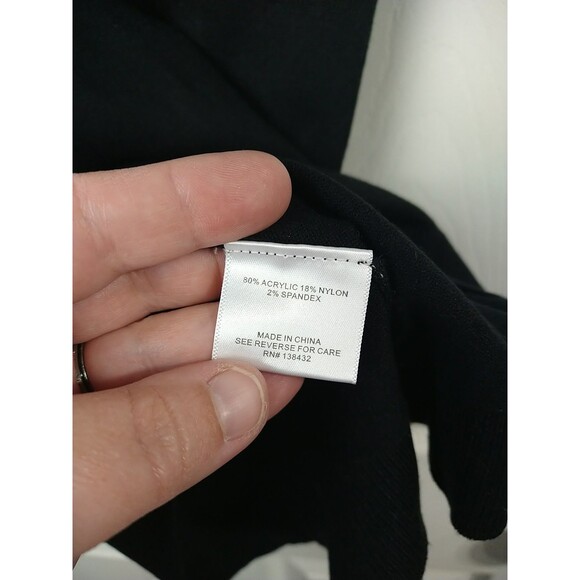 80% ACRYLIC 18% NYLON
2% SPANDEX
MADE IN CHINA
SEE REVERSE FOR CARE
RN# 138432